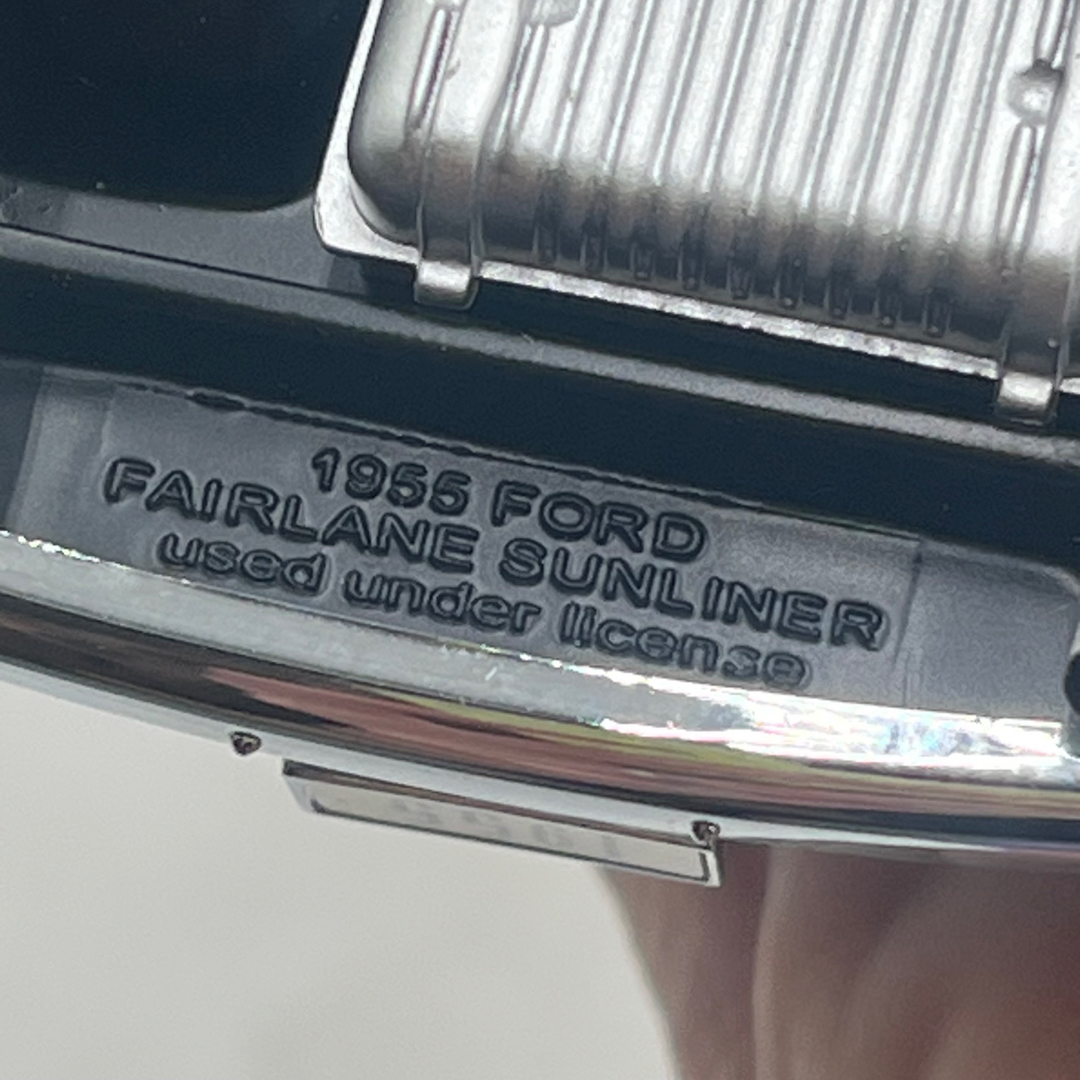 1955 FORD
FAIRLANE SUNLINER
used under license